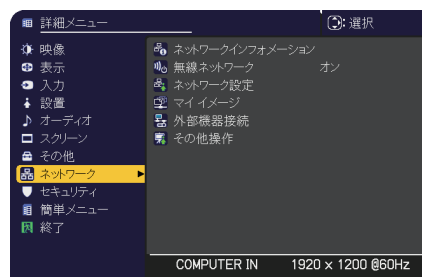 詳細メニュー
：選択
映像
表示
入力
設置
オーディオ
スクリーン
その他
ネットワーク
セキュリティ
簡単メニュー
終了
ネットワークインフォメーション
無線ネットワーク オン
ネットワーク設定
マイ イメージ
外部機器接続
その他操作
COMPUTER IN 1920 × 1200 @60Hz